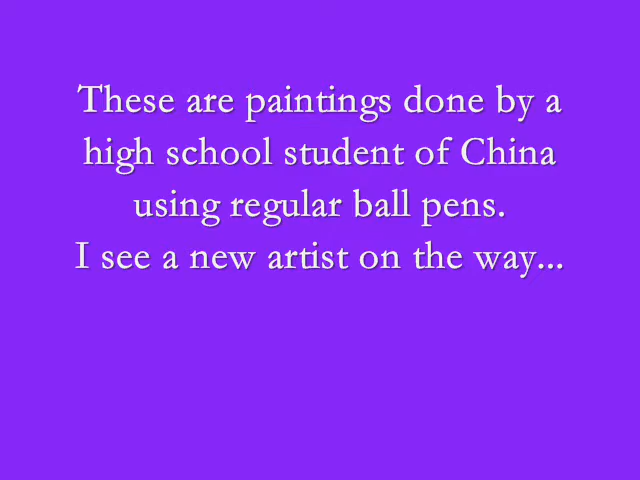 These are paintings done by a
high school student of China
using regular ball pens.
I see a new artist on the way...